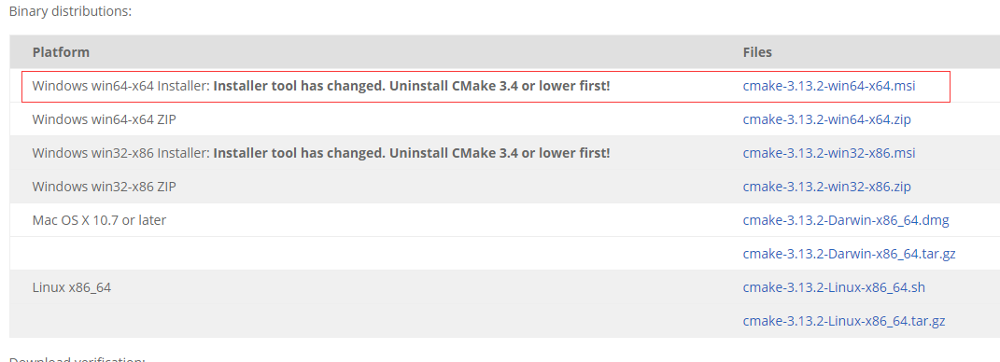 Binary distributions:
Platform Files
Windows win64-x64 Installer: Installer tool has changed. Uninstall CMake 3.4 or lower first! cmake-3.13.2-win64-x64.msi
Windows win64-x64 ZIP cmake-3.13.2-win64-x64.zip
Windows win32-x86 Installer: Installer tool has changed. Uninstall CMake 3.4 or lower first! cmake-3.13.2-win32-x86.msi
Windows win32-x86 ZIP cmake-3.13.2-win32-x86.zip
Mac OS X 10.7 or later cmake-3.13.2-Darwin-x86_64.dmg
cmake-3.13.2-Darwin-x86_64.tar.gz
Linux x86_64 cmake-3.13.2-Linux-x86_64.sh
cmake-3.13.2-Linux-x86_64.tar.gz
Download verification: